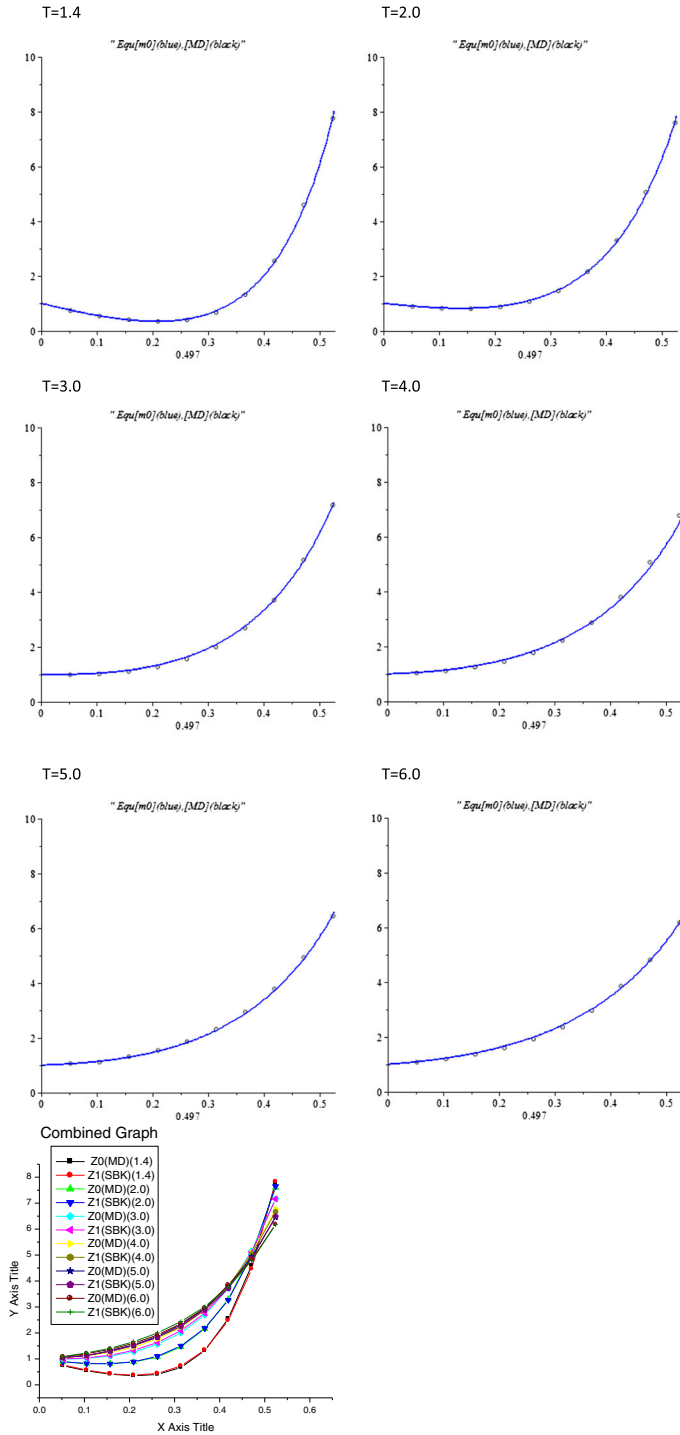 T=1.4
T=2.0
"Equ[m0](blue),[MD](black)"
"Equ[m0](blue),[MD](black)"
10
8
6
4
2
0
0 0.1 0.2 0.3 0.4 0.5
0.497
10
8
6
4
2
0
0 0.1 0.2 0.3 0.4 0.5
0.497
T=3.0
T=4.0
"Equ[m0](blue),[MD](black)"
"Equ[m0](blue),[MD](black)"
10
8
6
4
2
0
0 0.1 0.2 0.3 0.4 0.5
0.497
10
8
6
4
2
0
0 0.1 0.2 0.3 0.4 0.5
0.497
T=5.0
T=6.0
"Equ[m0](blue),[MD](black)"
"Equ[m0](blue),[MD](black)"
10
8
6
4
2
0
0 0.1 0.2 0.3 0.4 0.5
0.497
10
8
6
4
2
0
0 0.1 0.2 0.3 0.4 0.5
0.497
Combined Graph
Z0(MD)(1.4)
Z1(SBK)(1.4)
Z0(MD)(2.0)
Z1(SBK)(2.0)
Z0(MD)(3.0)
Z1(SBK)(3.0)
Z0(MD)(4.0)
Z1(SBK)(4.0)
Z0(MD)(5.0)
Z1(SBK)(5.0)
Z0(MD)(6.0)
Z1(SBK)(6.0)
Y Axis Title
8
7
6
5
4
3
2
1
0
0.0 0.1 0.2 0.3 0.4 0.5 0.6
X Axis Title